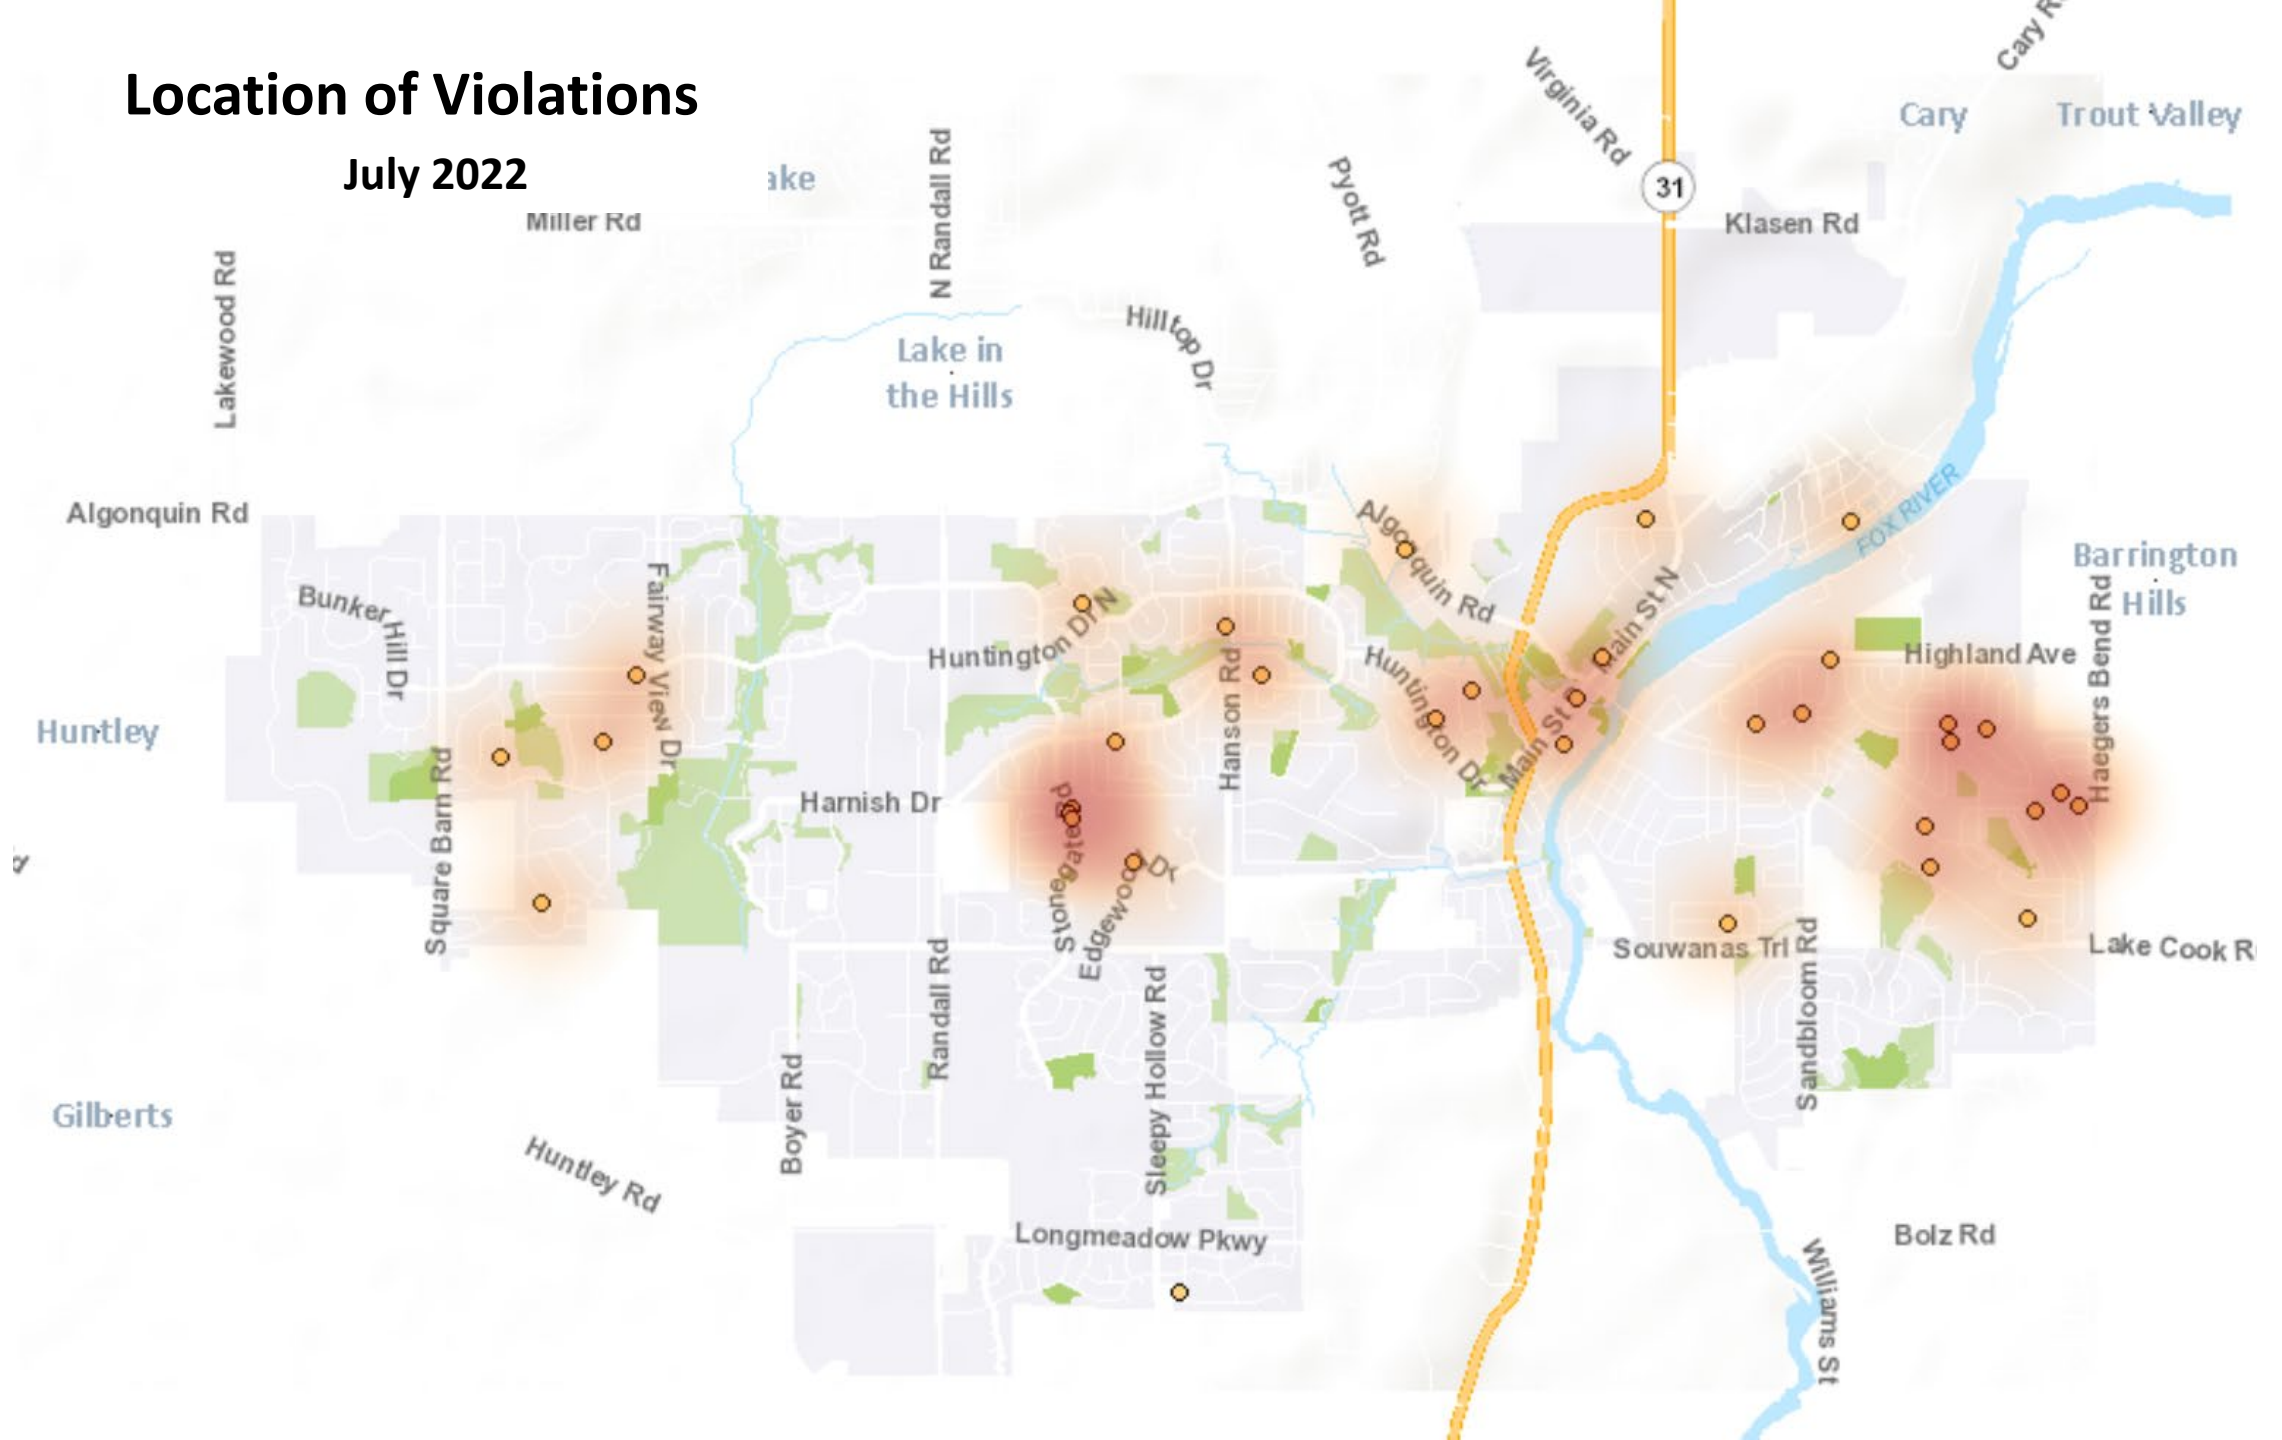 Location of Violations
July 2022
ake
Miller Rd
Lakewood Rd
N Randall Rd
Pyott Rd
Virginia Rd
31
Klasen Rd
Cary
Trout Valley
Lake in
the Hills
Hilltop Dr
Algonquin Rd
Algonquin Rd
FOX RIVER
Barrington
Hills
Bunker Hill Dr
Fairway View Dr
Huntington Dr N
Hanson Rd
Huntington Dr
Main St N
Main St
Highland Ave
Haegers Bend Rd
Huntley
Square Barn Rd
Harnish Dr
Stonegate Rd
Edgewood Dr
Souwanas Trl
Sandbloom Rd
Lake Cook R
Randall Rd
Sleepy Hollow Rd
Boyer Rd
Gilberts
Huntley Rd
Longmeadow Pkwy
Bolz Rd
Williams St